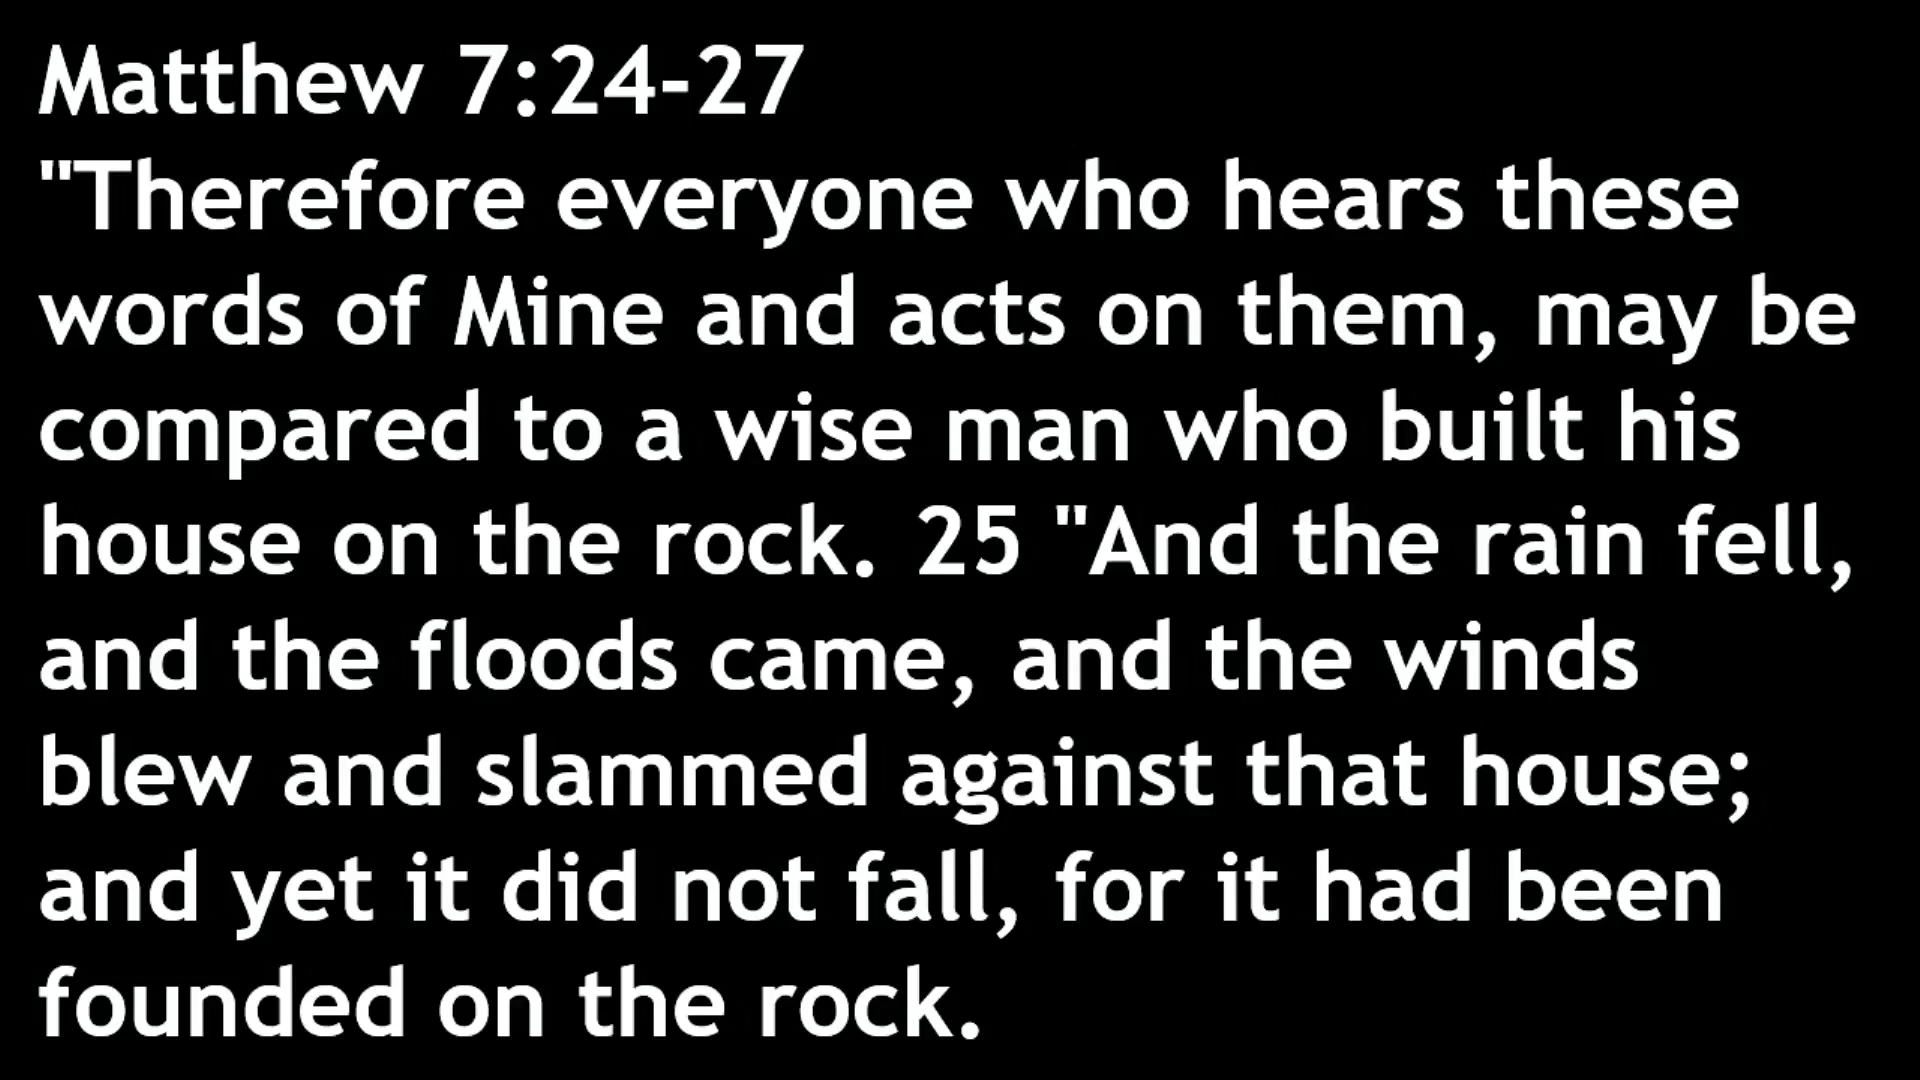 Matthew 7:24-27
"Therefore everyone who hears these
words of Mine and acts on them, may be
compared to a wise man who built his
house on the rock. 25 "And the rain fell,
and the floods came, and the winds
blew and slammed against that house;
and yet it did not fall, for it had been
founded on the rock.